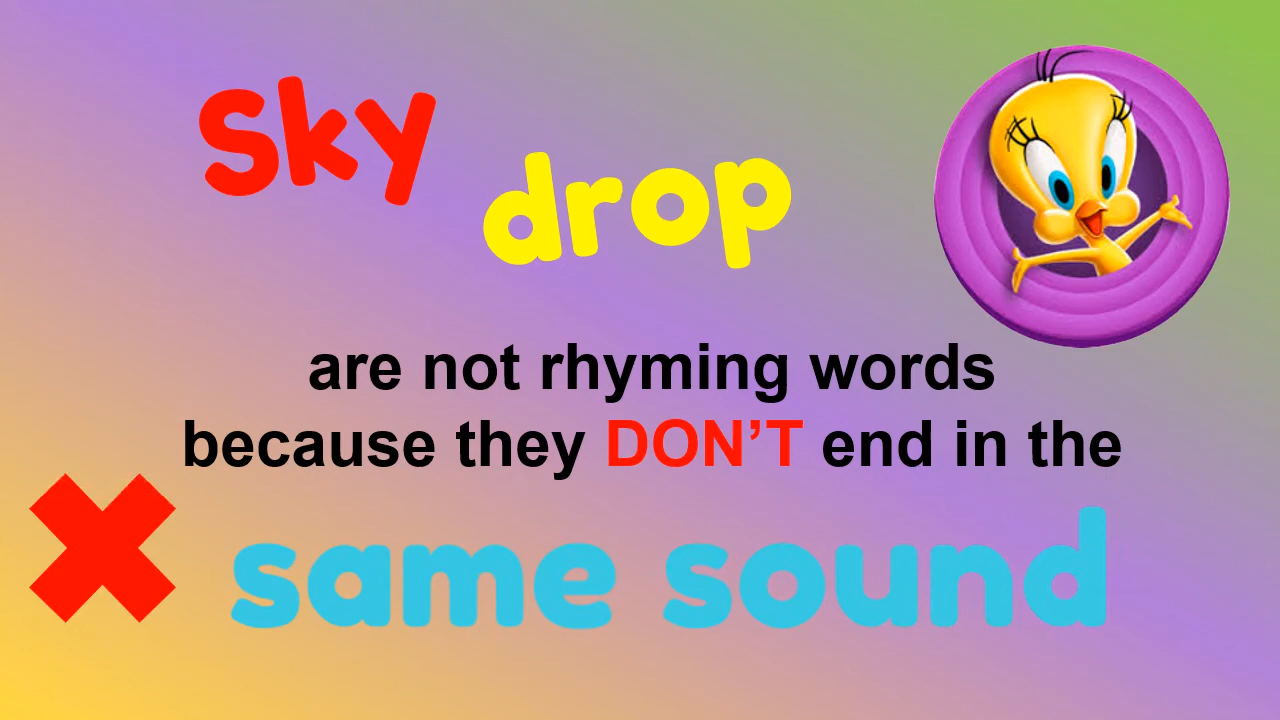 Sky
drop
are not rhyming words
because they DON’T end in the
same sound